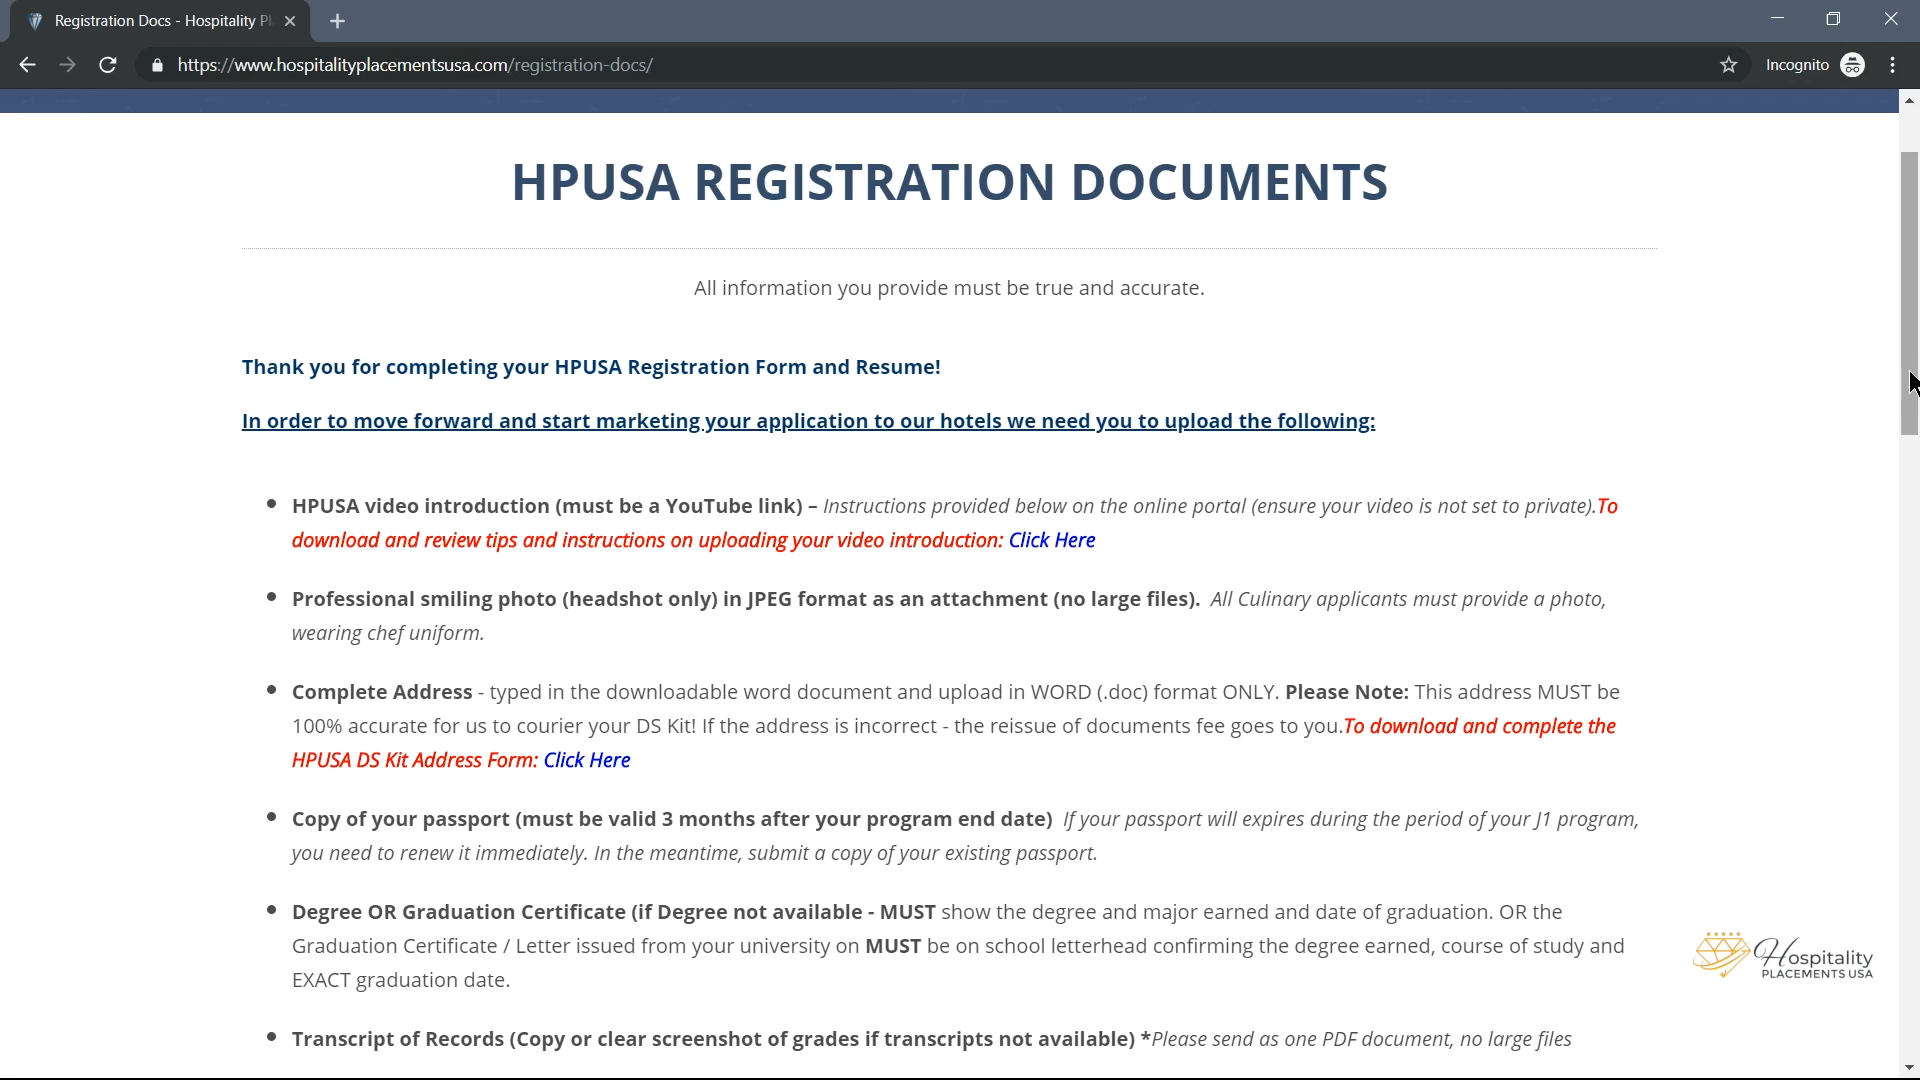 Registration Docs - Hospitality Pl
https://www.hospitalityplacementsusa.com/registration-docs/
Incognito
HPUSA REGISTRATION DOCUMENTS
All information you provide must be true and accurate.
Thank you for completing your HPUSA Registration Form and Resume!
In order to move forward and start marketing your application to our hotels we need you to upload the following:
HPUSA video introduction (must be a YouTube link) – Instructions provided below on the online portal (ensure your video is not set to private).To
download and review tips and instructions on uploading your video introduction: Click Here
Professional smiling photo (headshot only) in JPEG format as an attachment (no large files). All Culinary applicants must provide a photo,
wearing chef uniform.
Complete Address - typed in the downloadable word document and upload in WORD (.doc) format ONLY. Please Note: This address MUST be
100% accurate for us to courier your DS Kit! If the address is incorrect - the reissue of documents fee goes to you.To download and complete the
HPUSA DS Kit Address Form: Click Here
Copy of your passport (must be valid 3 months after your program end date) If your passport will expires during the period of your J1 program,
you need to renew it immediately. In the meantime, submit a copy of your existing passport.
Degree OR Graduation Certificate (if Degree not available - MUST show the degree and major earned and date of graduation. OR the
Graduation Certificate / Letter issued from your university on MUST be on school letterhead confirming the degree earned, course of study and
EXACT graduation date.
Hospitality
PLACEMENTS USA
Transcript of Records (Copy or clear screenshot of grades if transcripts not available) *Please send as one PDF document, no large files